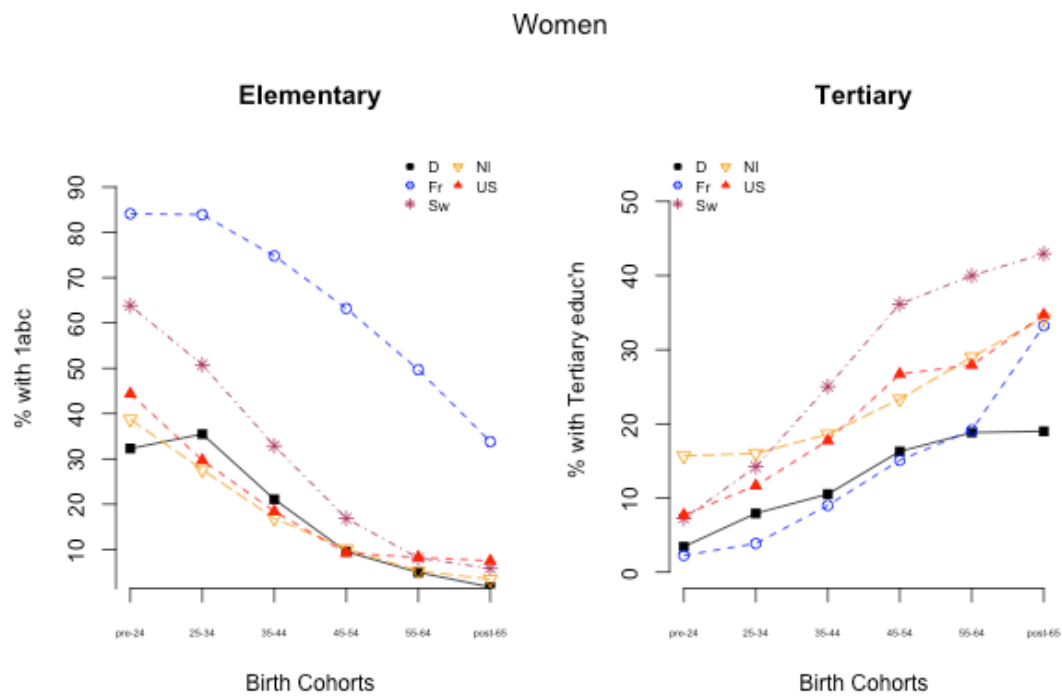 Women
Elementary
D Nl
Fr US
Sw
% with 1abc
90
80
70
60
50
40
30
20
10
pre-24 25-34 35-44 45-54 55-64 post-65
Birth Cohorts
Tertiary
D Nl
Fr US
Sw
% with Tertiary educ'n
50
40
30
20
10
0
pre-24 25-34 35-44 45-54 55-64 post-65
Birth Cohorts